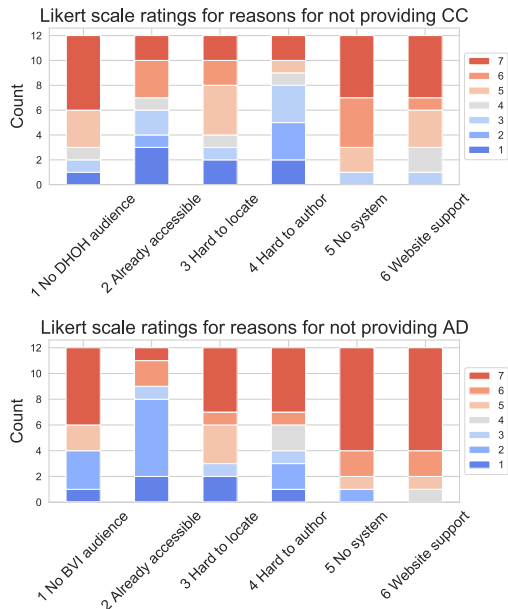 Likert scale ratings for reasons for not providing CC
12
10
8
6
4
2
0
Count
7
6
5
4
3
2
1
1 No DHOH audience
2 Already accessible
3 Hard to locate
4 Hard to author
5 No system
6 Website support
Likert scale ratings for reasons for not providing AD
12
10
8
6
4
2
0
Count
7
6
5
4
3
2
1
1 No BVI audience
2 Already accessible
3 Hard to locate
4 Hard to author
5 No system
6 Website support